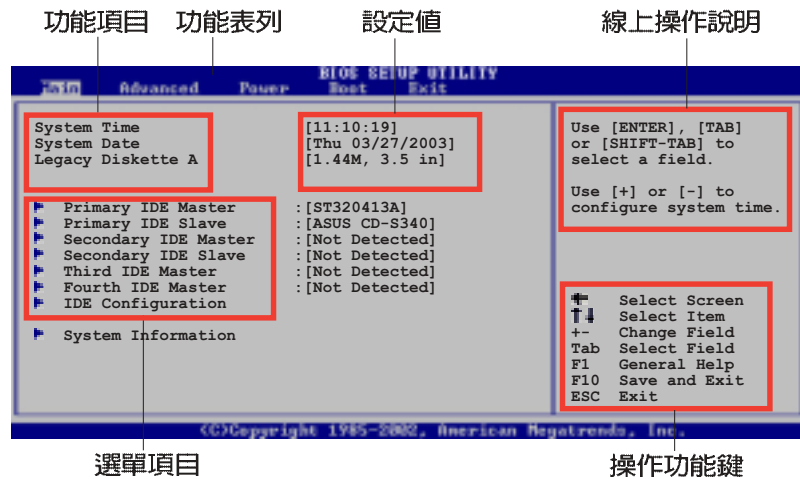 功能項目 功能表列 設定值 線上操作說明
BIOS SETUP UTILITY
Main Advanced Power Boot Exit
System Time [11:10:19]
System Date [Thu 03/27/2003]
Legacy Diskette A [1.44M, 3.5 in]
Primary IDE Master :[ST320413A]
Primary IDE Slave :[ASUS CD-S340]
Secondary IDE Master :[Not Detected]
Secondary IDE Slave :[Not Detected]
Third IDE Master :[Not Detected]
Fourth IDE Master :[Not Detected]
IDE Configuration
System Information
Use [ENTER], [TAB]
or [SHIFT-TAB] to
select a field.
Use [+] or [-] to
configure system time.
Select Screen
↑↓ Select Item
+- Change Field
Tab Select Field
F1 General Help
F10 Save and Exit
ESC Exit
(C)Copyright 1985-2002, American Megatrends, Inc.
選單項目 操作功能鍵